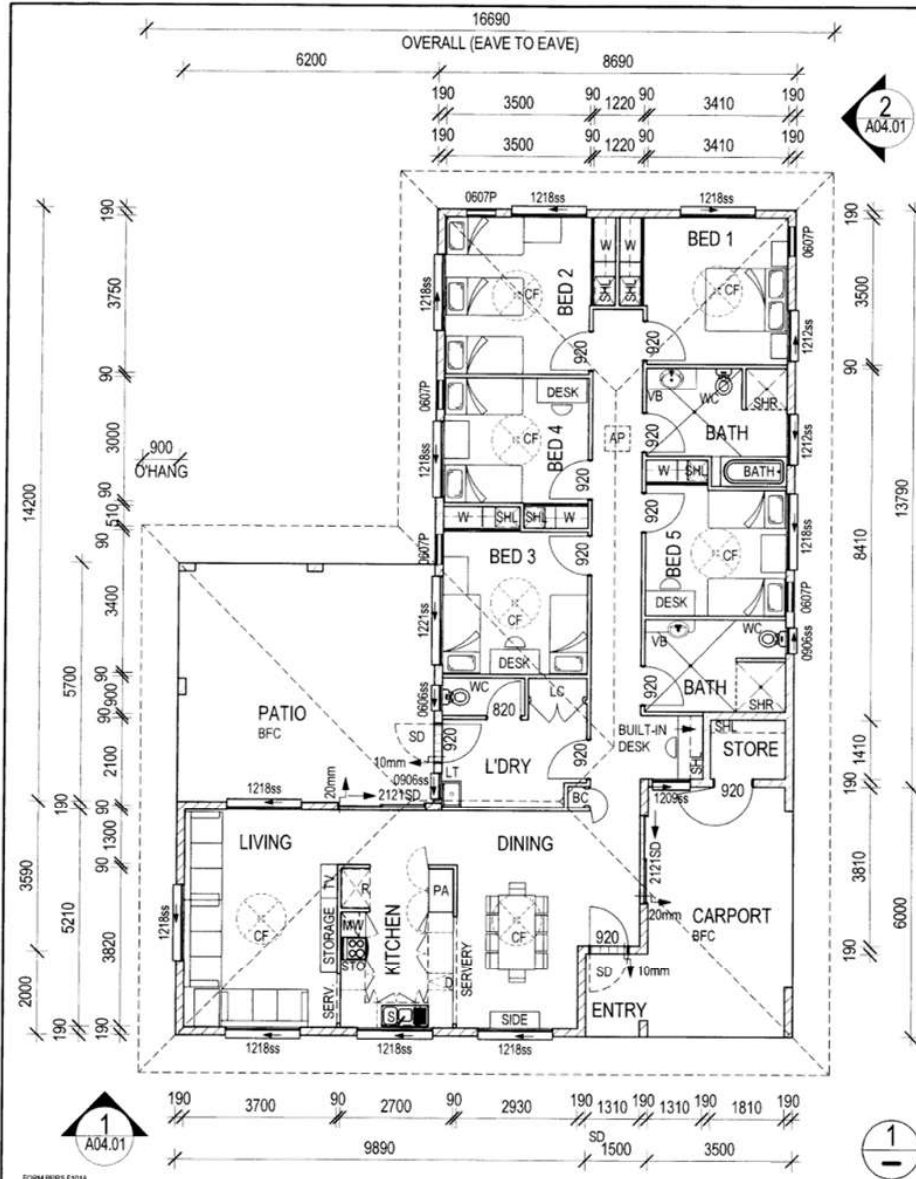 16690
OVERALL (EAVE TO EAVE)
6200 8690
190 3500 90 1220 90 3410 190
190 3500 90 1220 90 3410 190
2
A04.01
0607P 1218ss 1218ss
190 3750 90 3000 90 510 90 3400 90 900 90 2100 190
14200
5700
900
O'HANG
190 3500 90 8410 1410 190
13790
BED 2
CF
1218ss
920
W W
SHL SHL
BED 1
CF
0607P
1212ss
920
0607P
1218ss
DESK
BED 4
CF
920
AP
VB WC SHR
BATH
920
1212ss
W SHL BATH
W SHL SHL W
0607P
BED 3
CF
920
DESK
1221ss
920
BED 5
CF
DESK
1218ss
0607P
VB WC
0906ss
BATH
920
SHR
0606ss
WC
820
LC
PATIO
BFC
SD
920
10mm
L'DRY
LT
920
0906ss
BUILT-IN
DESK
SHL
SHL
STORE
920
BC
1209ss
1218ss
20mm
2121SD
190 90 1300 90 3820 190
3590
5210
2000
190
LIVING
CF
1218ss
TV
STORAGE
SERV.
R
MW
STO
KITCHEN
S
PA
D
SERVERY
DINING
CF
SIDE
2121SD
20mm
CARPORT
BFC
920
SD
10mm
ENTRY
3810
190
6000
1218ss 1218ss 1218ss
190 3700 90 2700 90 2930 190 1310 190 1310 90 1810 190
SD
9890 1500 3500
1
A04.01
1
–